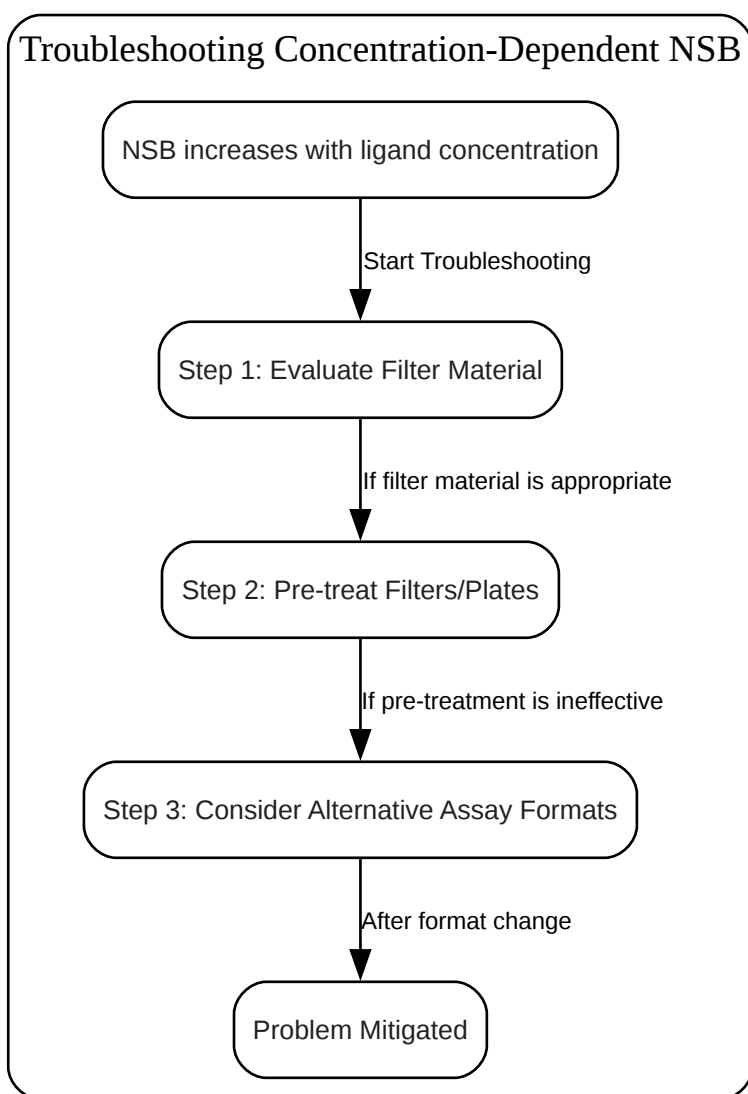 Troubleshooting Concentration-Dependent NSB
NSB increases with ligand concentration
Start Troubleshooting
Step 1: Evaluate Filter Material
If filter material is appropriate
Step 2: Pre-treat Filters/Plates
If pre-treatment is ineffective
Step 3: Consider Alternative Assay Formats
After format change
Problem Mitigated